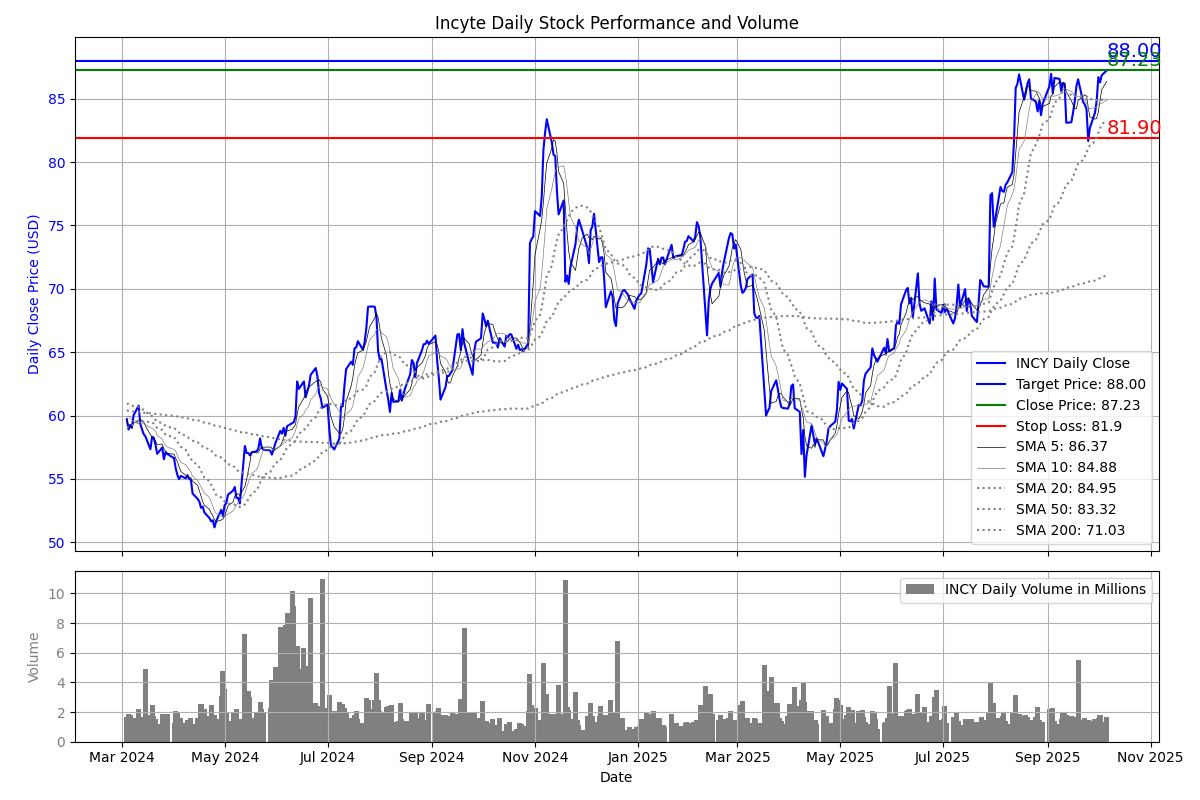 Incyte Daily Stock Performance and Volume
88.00
87.23
81.90
Daily Close Price (USD)
85
80
75
70
65
60
55
50
INCY Daily Close
Target Price: 88.00
Close Price: 87.23
Stop Loss: 81.9
SMA 5: 86.37
SMA 10: 84.88
SMA 20: 84.95
SMA 50: 83.32
SMA 200: 71.03
Volume
10
8
6
4
2
0
INCY Daily Volume in Millions
Mar 2024 May 2024 Jul 2024 Sep 2024 Nov 2024 Jan 2025 Mar 2025 May 2025 Jul 2025 Sep 2025 Nov 2025
Date